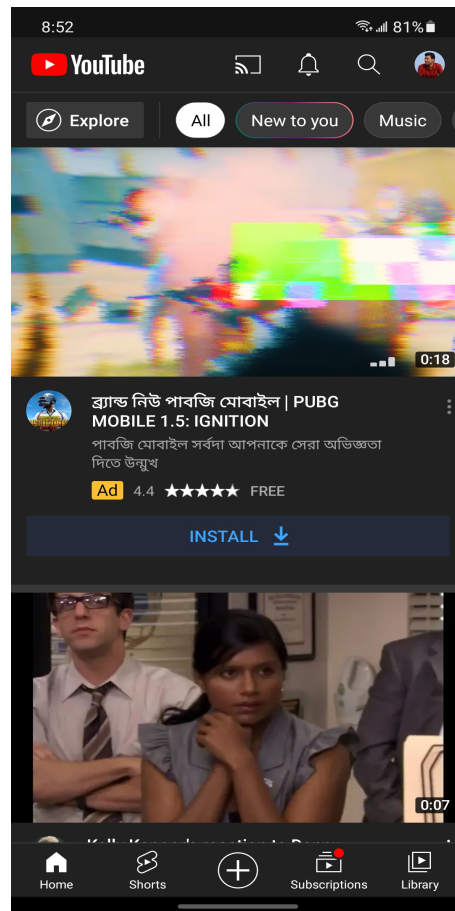 8:52
81%
YouTube
Explore
All
New to you
Music
0:18
ব্র্যান্ড নিউ পাবজি মোবাইল | PUBG
MOBILE 1.5: IGNITION
পাবজি মোবাইল সর্বদা আপনাকে সেরা অভিজ্ঞতা
দিতে উন্মুখ
Ad 4.4 ★★★★★ FREE
INSTALL
0:07
Home
Shorts
Subscriptions
Library